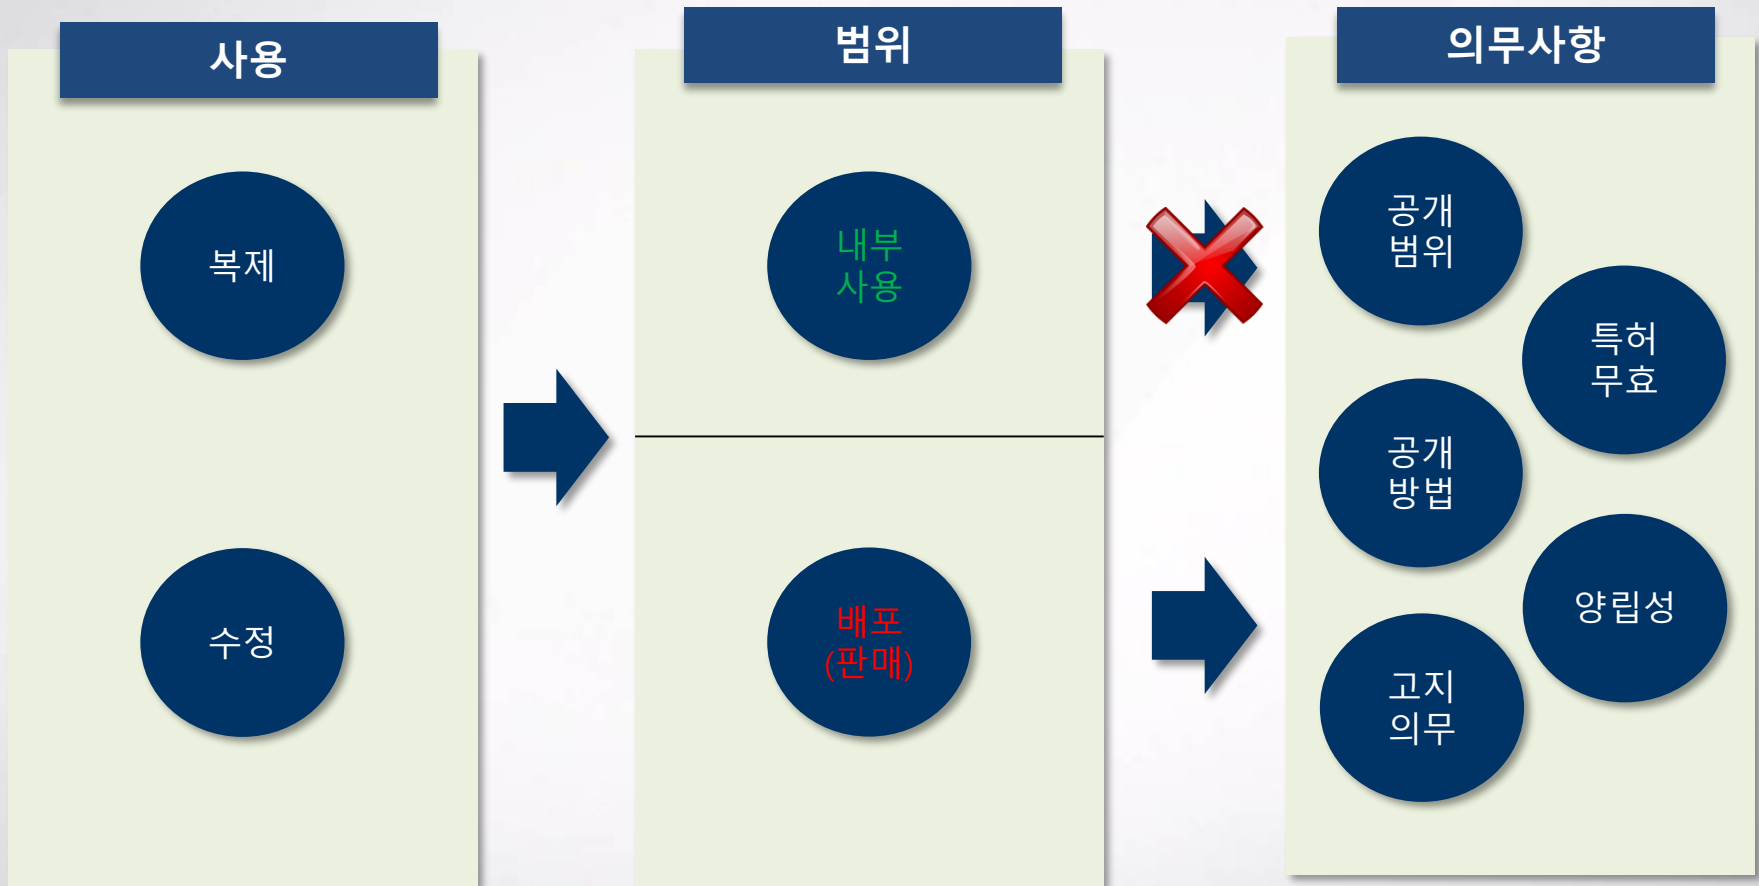 사용
복제
수정
범위
내부
사용
배포
(판매)
의무사항
공개
범위
특허
무효
공개
방법
양립성
고지
의무